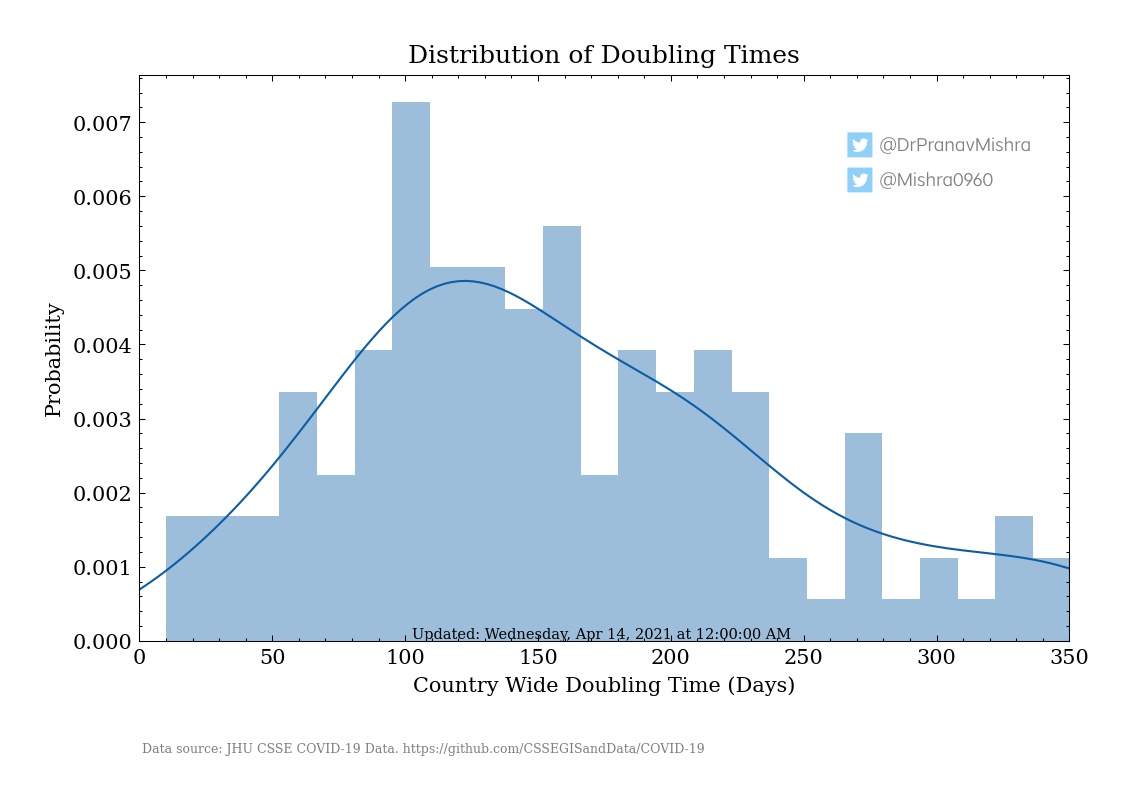 Distribution of Doubling Times
0.007
0.006
0.005
0.004
0.003
0.002
0.001
0.000
Probability
@DrPranavMishra
@Mishra0960
Updated: Wednesday, Apr 14, 2021 at 12:00:00 AM
0 50 100 150 200 250 300 350
Country Wide Doubling Time (Days)
Data source: JHU CSSE COVID-19 Data. https://github.com/CSSEGISandData/COVID-19